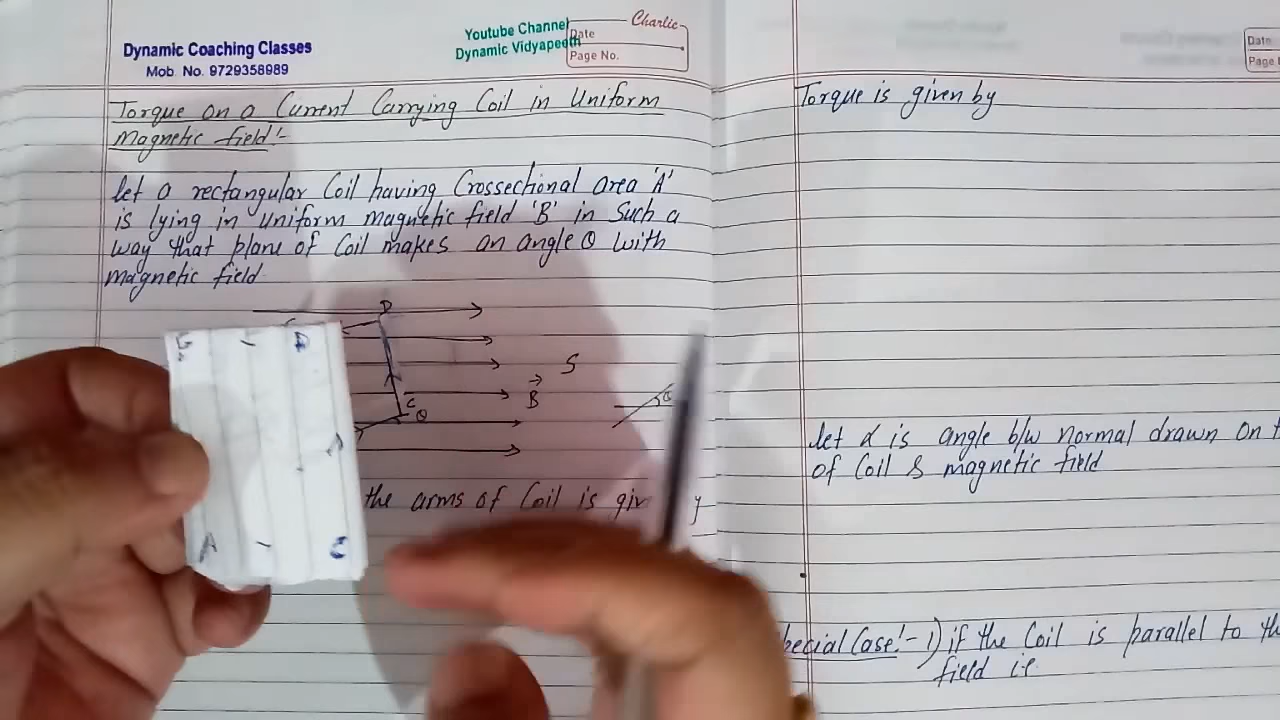 Dynamic Coaching Classes
Mob. No. 9729358989
Youtube Channel
Dynamic Vidyapeeth
Charlie
Date
Page No.
Torque on a Current Carrying Coil in Uniform
Magnetic field:-
let a rectangular Coil having Crossectional area 'A'
is lying in uniform magnetic field 'B' in Such a
way that plane of Coil makes an angle θ with
magnetic field
D
S
B
C
θ
A
C
the arms of Coil is
Torque is given by
Date
Page
let α is angle b/w normal drawn on
of Coil & magnetic field
Special Case:- 1) if the Coil is parallel to the
field ie